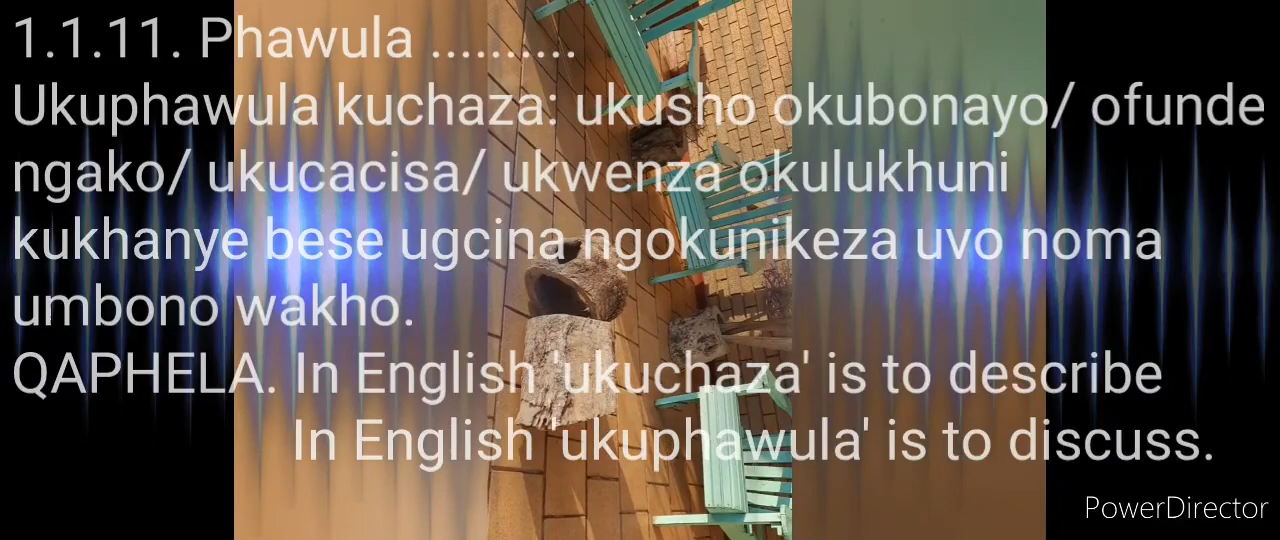 1.1.11. Phawula ..........
Ukuphawula kuchaza: ukusho okubonayo/ ofunde
ngako/ ukucacisa/ ukwenza okulukhuni
kukhanye bese ugcina ngokunikeza uvo noma
umbono wakho.
QAPHELA. In English 'ukuchaza' is to describe
In English 'ukuphawula' is to discuss.
PowerDirector